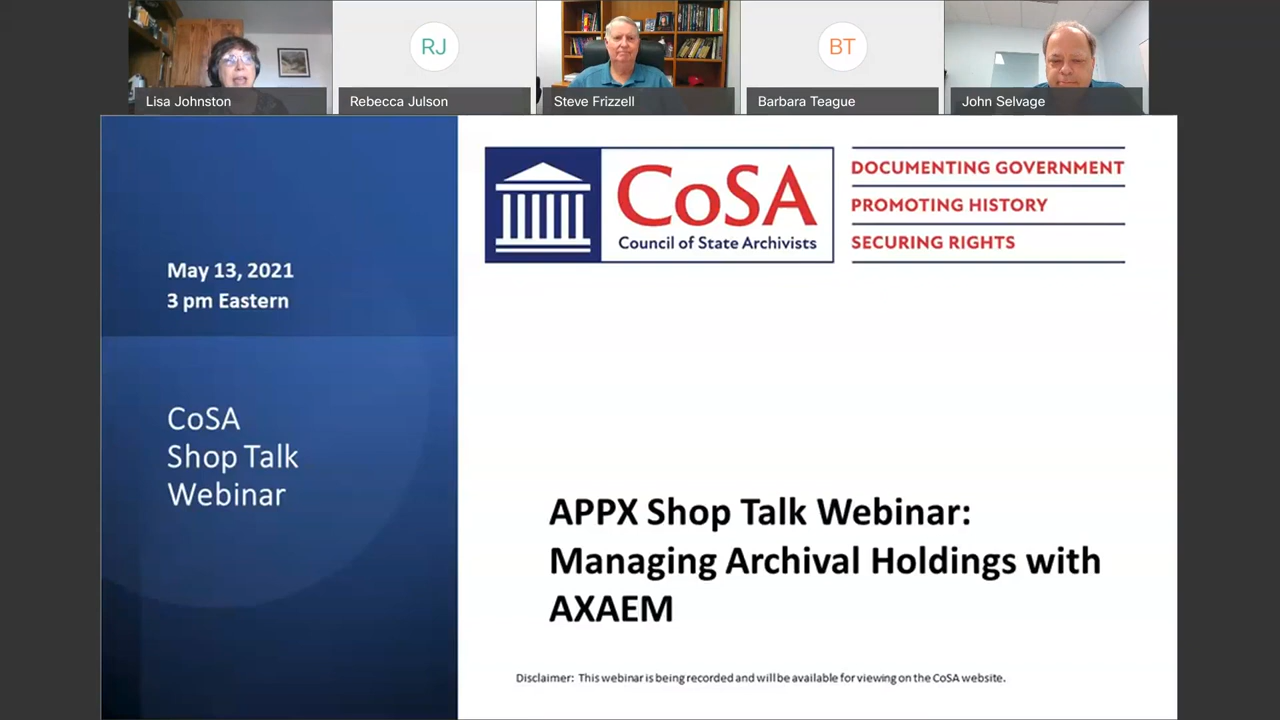 RJ
BT
Lisa Johnston
Rebecca Julson
Steve Frizzell
Barbara Teague
John Selvage
CoSA
Council of State Archivists
DOCUMENTING GOVERNMENT
PROMOTING HISTORY
SECURING RIGHTS
May 13, 2021
3 pm Eastern
CoSA
Shop Talk
Webinar
APPX Shop Talk Webinar:
Managing Archival Holdings with
AXAEM
Disclaimer: This webinar is being recorded and will be available for viewing on the CoSA website.